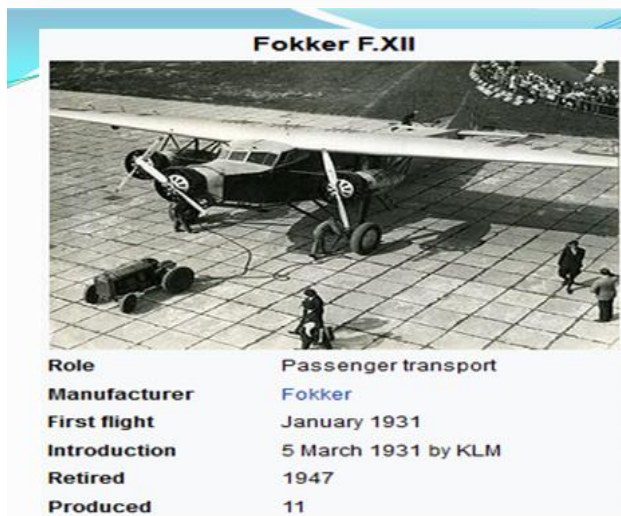 Fokker F.XII
Role Passenger transport
Manufacturer Fokker
First flight January 1931
Introduction 5 March 1931 by KLM
Retired 1947
Produced 11